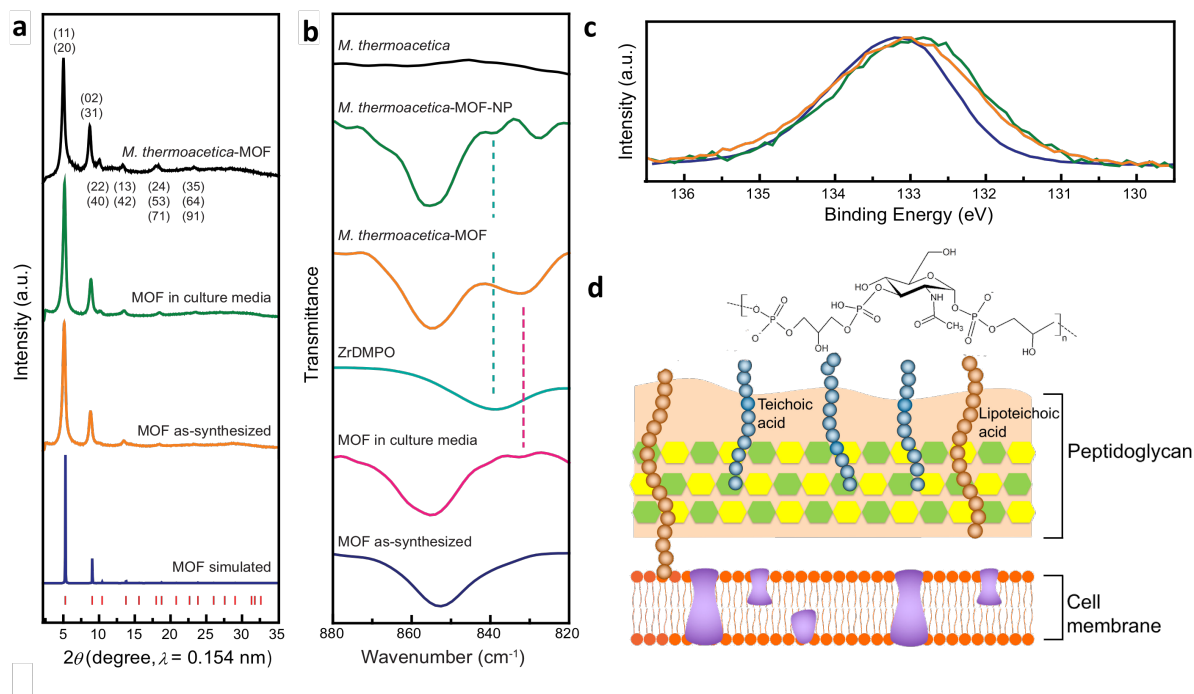 a
(11)
(20)
(02)
(31)
M. thermoacetica-MOF
(22)
(40)
(13)
(42)
(24)
(53)
(71)
(35)
(64)
(91)
MOF in culture media
MOF as-synthesized
MOF simulated
Intensity (a.u.)
5 10 15 20 25 30 35
2θ (degree, λ = 0.154 nm)
b
M. thermoacetica
M. thermoacetica-MOF-NP
M. thermoacetica-MOF
ZrDMPO
MOF in culture media
MOF as-synthesized
Transmittance
880 860 840 820
Wavenumber (cm⁻¹)
c
Intensity (a.u.)
136 135 134 133 132 131 130
Binding Energy (eV)
d
OH
HO
O
HO
O
NH
O
O
P
O
O⁻
O
P
O
O
O
CH₃
O
O⁻
P
O
O
OH
OH
n
Teichoic
acid
Lipoteichoic
acid
Peptidoglycan
Cell
membrane